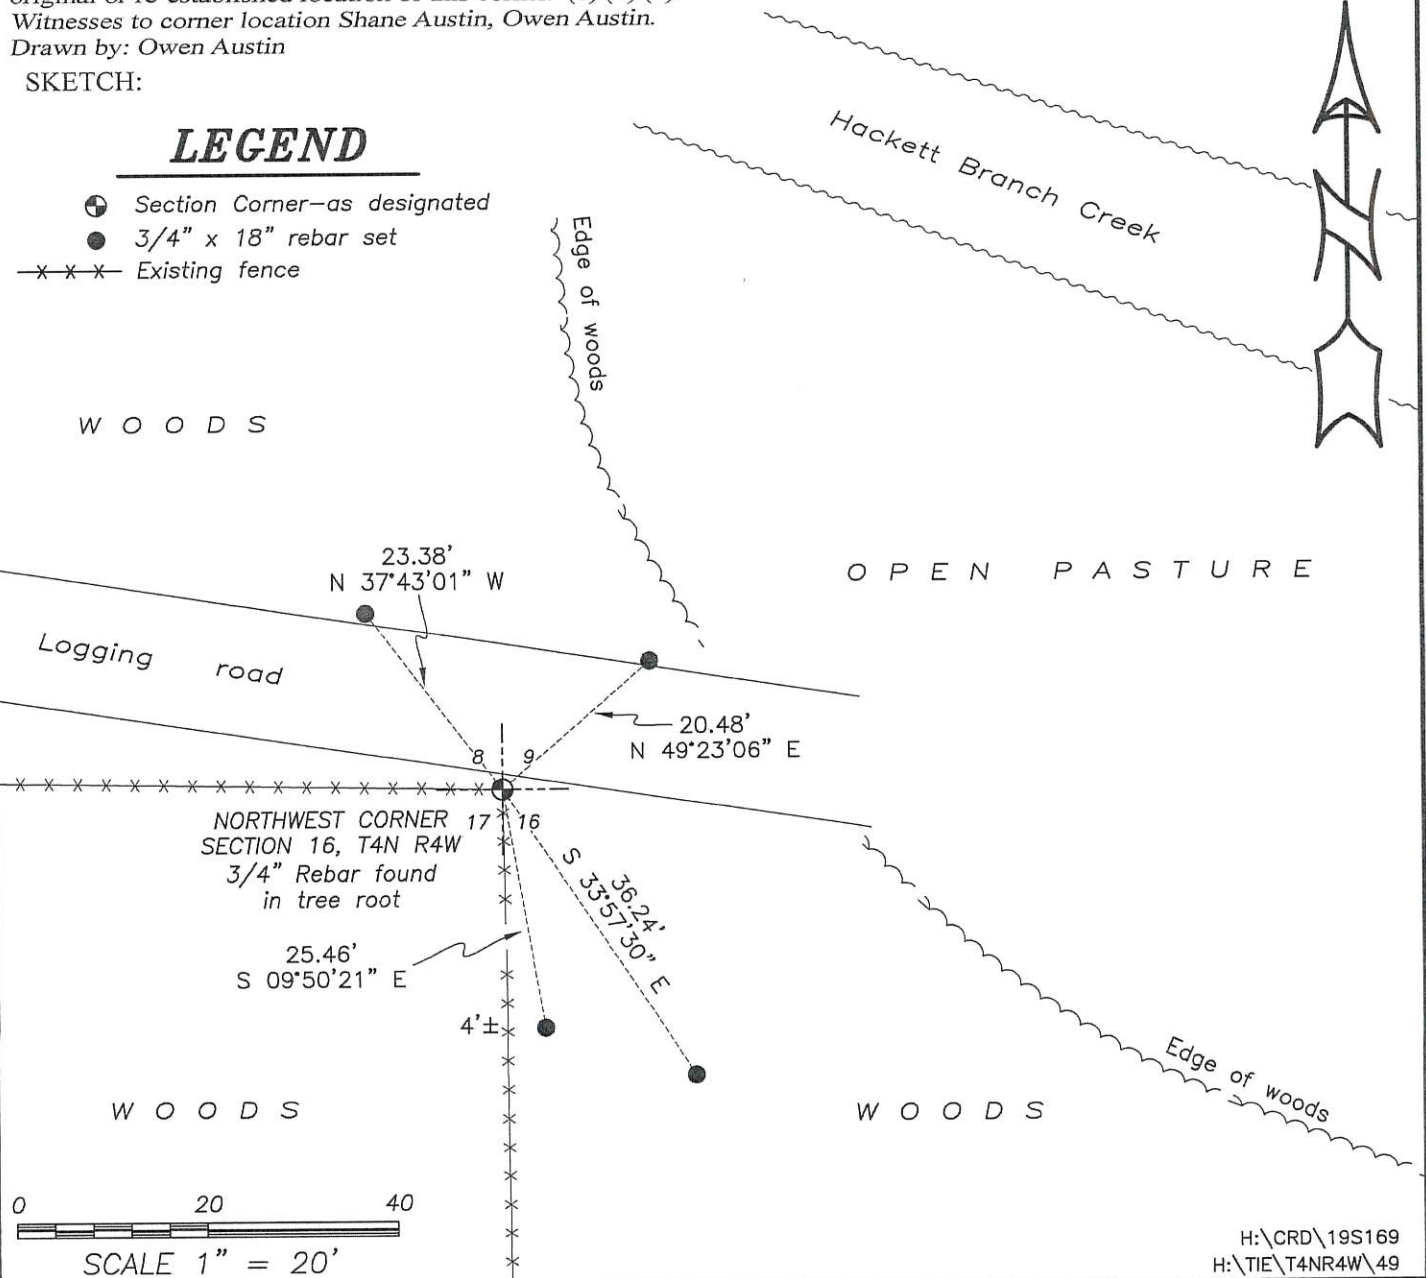 Witnesses to corner location Shane Austin, Owen Austin.
Drawn by: Owen Austin
SKETCH:
LEGEND
Section Corner-as designated
3/4" x 18" rebar set
Existing fence
Hackett Branch Creek
N
Edge of woods
WOODS
OPEN PASTURE
23.38'
N 37°43'01" W
Logging road
20.48'
N 49°23'06" E
8 9
17 16
NORTHWEST CORNER
SECTION 16, T4N R4W
3/4" Rebar found
in tree root
36.24'
S 33°57'30" E
25.46'
S 09°50'21" E
4'±
Edge of woods
WOODS
WOODS
0 20 40
SCALE 1" = 20'
H:\CRD\19S169
H:\TIE\T4NR4W\49